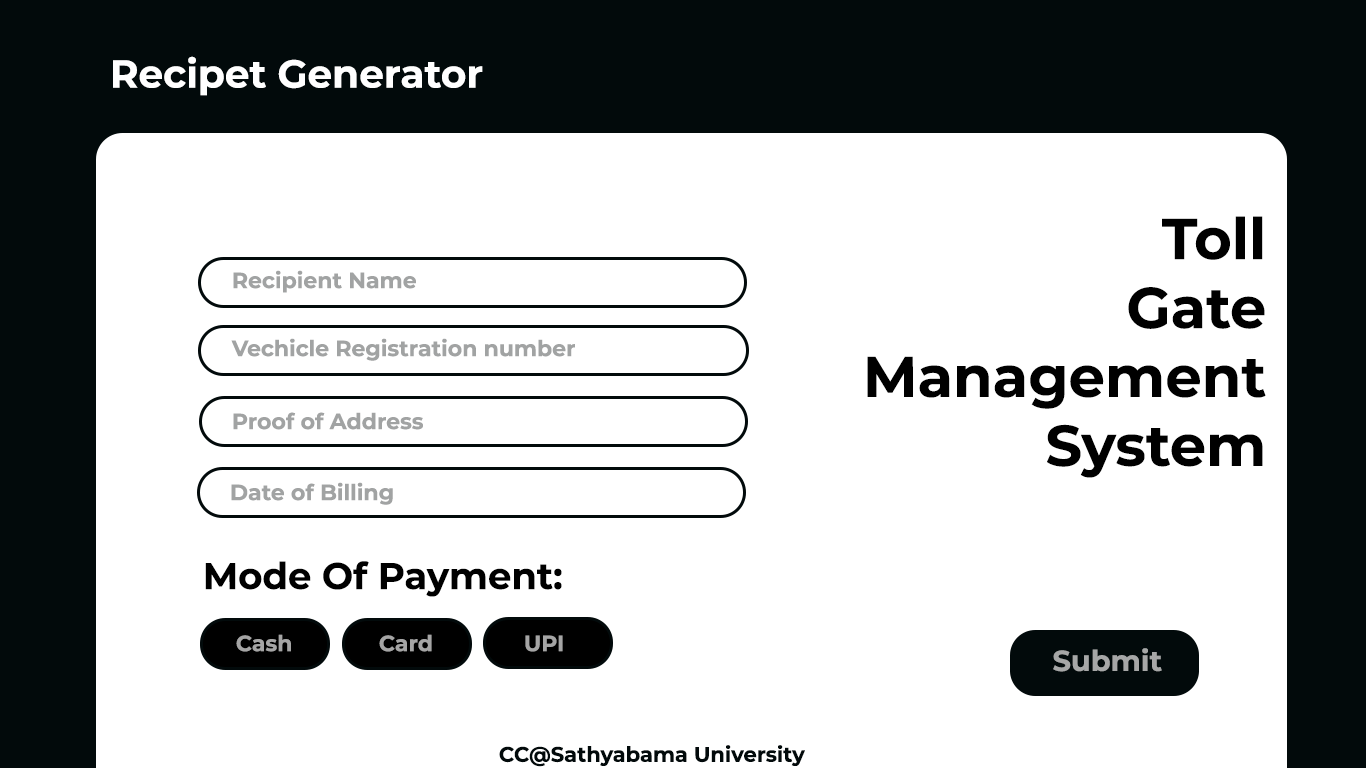 Recipet Generator
Toll
Gate
Management
System
Recipient Name
Vechicle Registration number
Proof of Address
Date of Billing
Mode Of Payment:
Cash
Card
UPI
Submit
CC@Sathyabama University